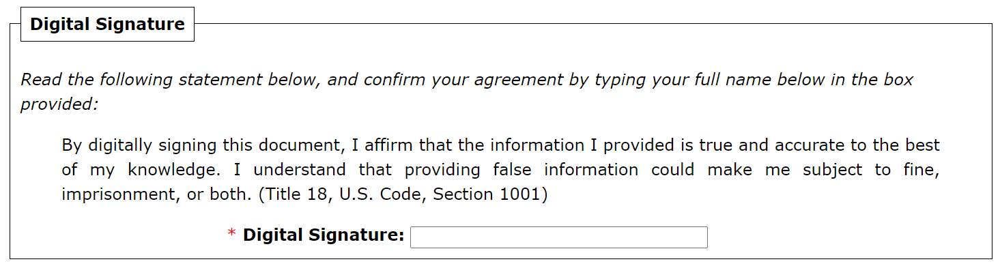 Digital Signature
Read the following statement below, and confirm your agreement by typing your full name below in the box
provided:
By digitally signing this document, I affirm that the information I provided is true and accurate to the best
of my knowledge. I understand that providing false information could make me subject to fine,
imprisonment, or both. (Title 18, U.S. Code, Section 1001)
* Digital Signature: